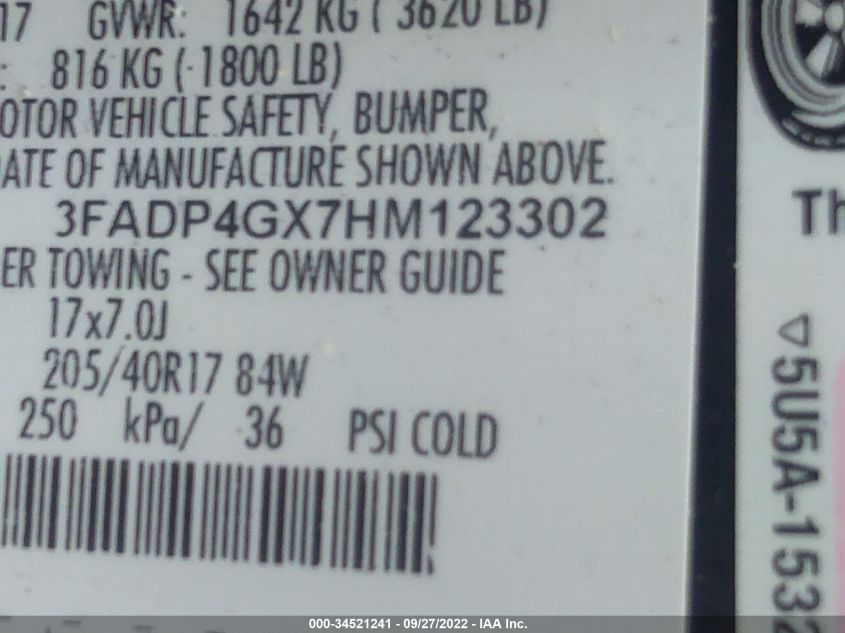 17 GVWR: 1642 KG ( 3620 LB)
: 816 KG (-1800 LB)
OTOR VEHICLE SAFETY, BUMPER,
ATE OF MANUFACTURE SHOWN ABOVE.
3FADP4GX7HM123302
ER TOWING - SEE OWNER GUIDE
17x7.0J
205/40R17 84W
250 kPa/ 36 PSI COLD
Th
5U5A-1532
000-34521241 - 09/27/2022 - IAA Inc.